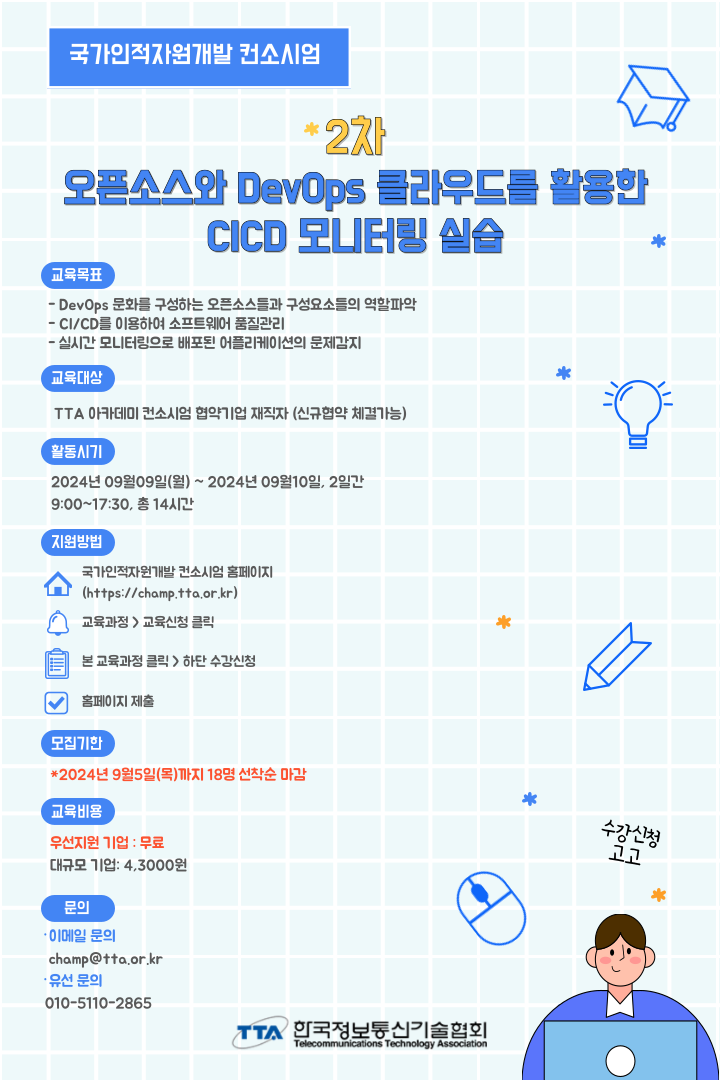 국가인적자원개발 컨소시엄
*2차
오픈소스와 DevOps 클라우드를 활용한
CICD 모니터링 실습
교육목표
- DevOps 문화를 구성하는 오픈소스들과 구성요소들의 역할파악
- CI/CD를 이용하여 소프트웨어 품질관리
- 실시간 모니터링으로 배포된 어플리케이션의 문제감지
교육대상
TTA 아카데미 컨소시엄 협약기업 재직자 (신규협약 체결가능)
활동시기
2024년 09월09일(월) ~ 2024년 09월10일, 2일간
9:00~17:30, 총 14시간
지원방법
국가인적자원개발 컨소시엄 홈페이지
(https://champ.tta.or.kr)
교육과정 > 교육신청 클릭
본 교육과정 클릭 > 하단 수강신청
홈페이지 제출
모집기한
*2024년 9월5일(목)까지 18명 선착순 마감
교육비용
우선지원 기업 : 무료
대규모 기업: 4,3000원
수강신청
고고
문의
·이메일 문의
champ@tta.or.kr
·유선 문의
010-5110-2865
TTA 한국정보통신기술협회
Telecommunications Technology Association